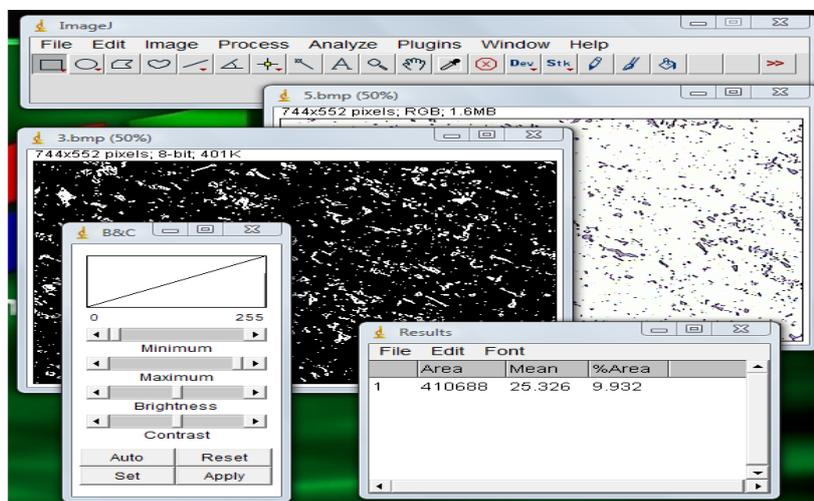 ImageJ
File Edit Image Process Analyze Plugins Window Help
A Dev Stk >>
5.bmp (50%)
744x552 pixels; RGB; 1.6MB
3.bmp (50%)
744x552 pixels; 8-bit; 401K
B&C
0 255
Minimum
Maximum
Brightness
Contrast
Auto Reset
Set Apply
Results
File Edit Font
Area Mean %Area
1 410688 25.326 9.932